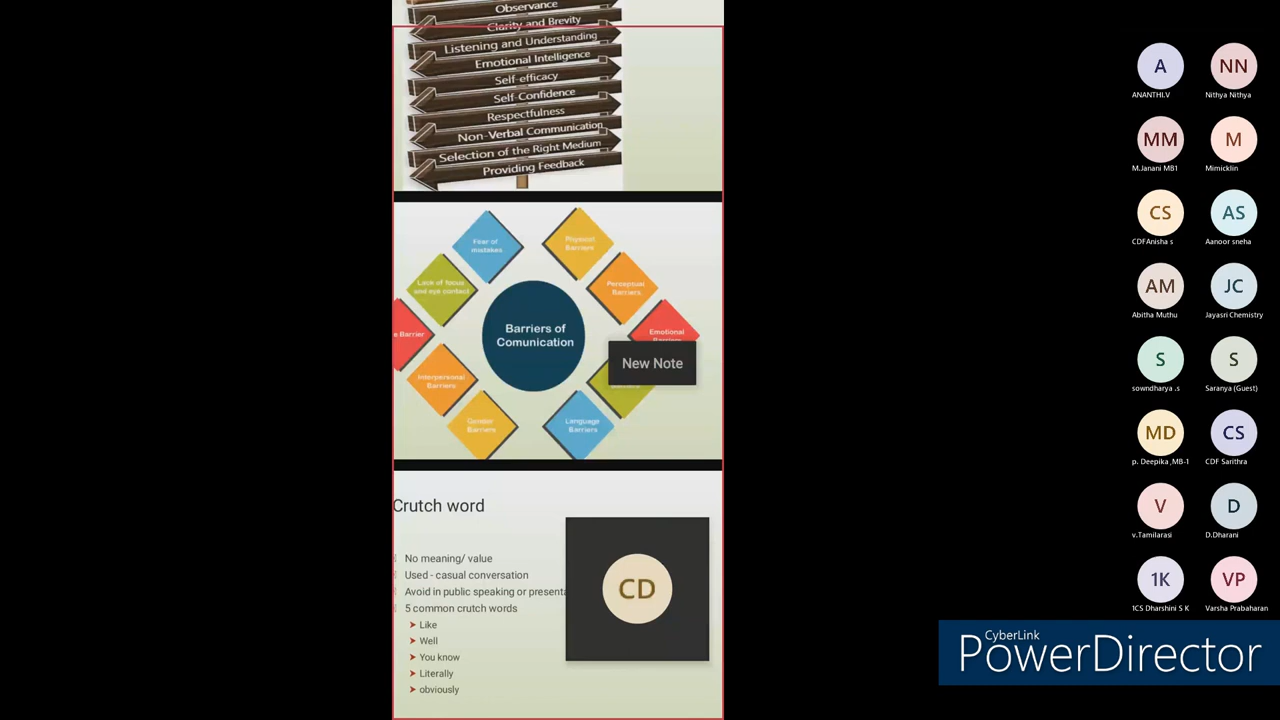 Observance
Clarity and Brevity
Listening and Understanding
Emotional Intelligence
Self-efficacy
Self-Confidence
Respectfulness
Non-Verbal Communication
Selection of the Right Medium
Providing Feedback
Fear of
mistakes
Physical
Barriers
Lack of focus
and eye contact
Perceptual
Barriers
Barriers of
Comunication
e Barrier
Emotional
New Note
Interpersonal
Barriers
Gender
Barriers
Language
Barriers
Crutch word
No meaning/ value
Used - casual conversation
Avoid in public speaking or present
5 common crutch words
Like
Well
You know
Literally
obviously
CD
A
ANANTHI.V
NN
Nithya Nithya
MM
M.Janani MB1
M
Mimicklin
CS
CDFAnisha s
AS
Aanoor sneha
AM
Abitha Muthu
JC
Jayasri Chemistry
S
sowndharya .s
S
Saranya (Guest)
MD
p. Deepika ,MB-1
CS
CDF Sarithra
V
v.Tamilarasi
D
D.Dharani
1K
1CS Dharshini S K
VP
Varsha Prabaharan
CyberLink
PowerDirector